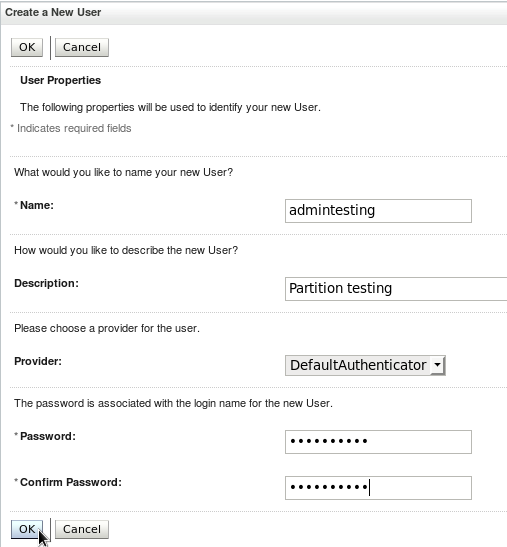 Create a New User
OK Cancel
User Properties
The following properties will be used to identify your new User.
* Indicates required fields
What would you like to name your new User?
* Name: admintesting
How would you like to describe the new User?
Description: Partition testing
Please choose a provider for the user.
Provider: DefaultAuthenticator
The password is associated with the login name for the new User.
* Password: ••••••••••
* Confirm Password: ••••••••••
OK Cancel